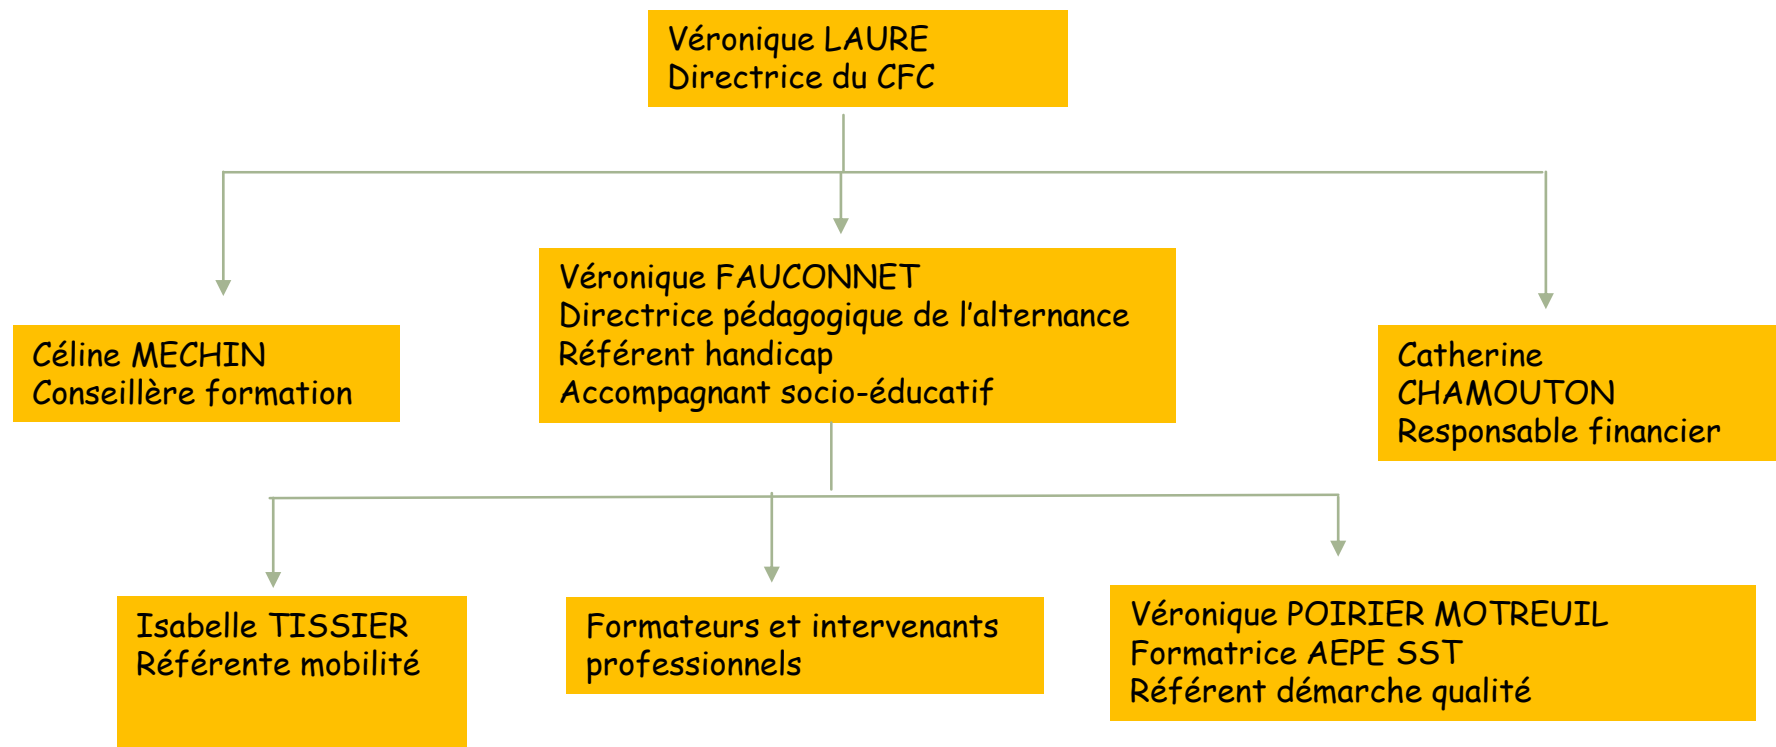 Véronique LAURE
Directrice du CFC
Véronique FAUCONNET
Directrice pédagogique de l'alternance
Référent handicap
Accompagnant socio-éducatif
Céline MECHIN
Conseillère formation
Catherine
CHAMOUTON
Responsable financier
Isabelle TISSIER
Référente mobilité
Formateurs et intervenants
professionnels
Véronique POIRIER MOTREUIL
Formatrice AEPE SST
Référent démarche qualité